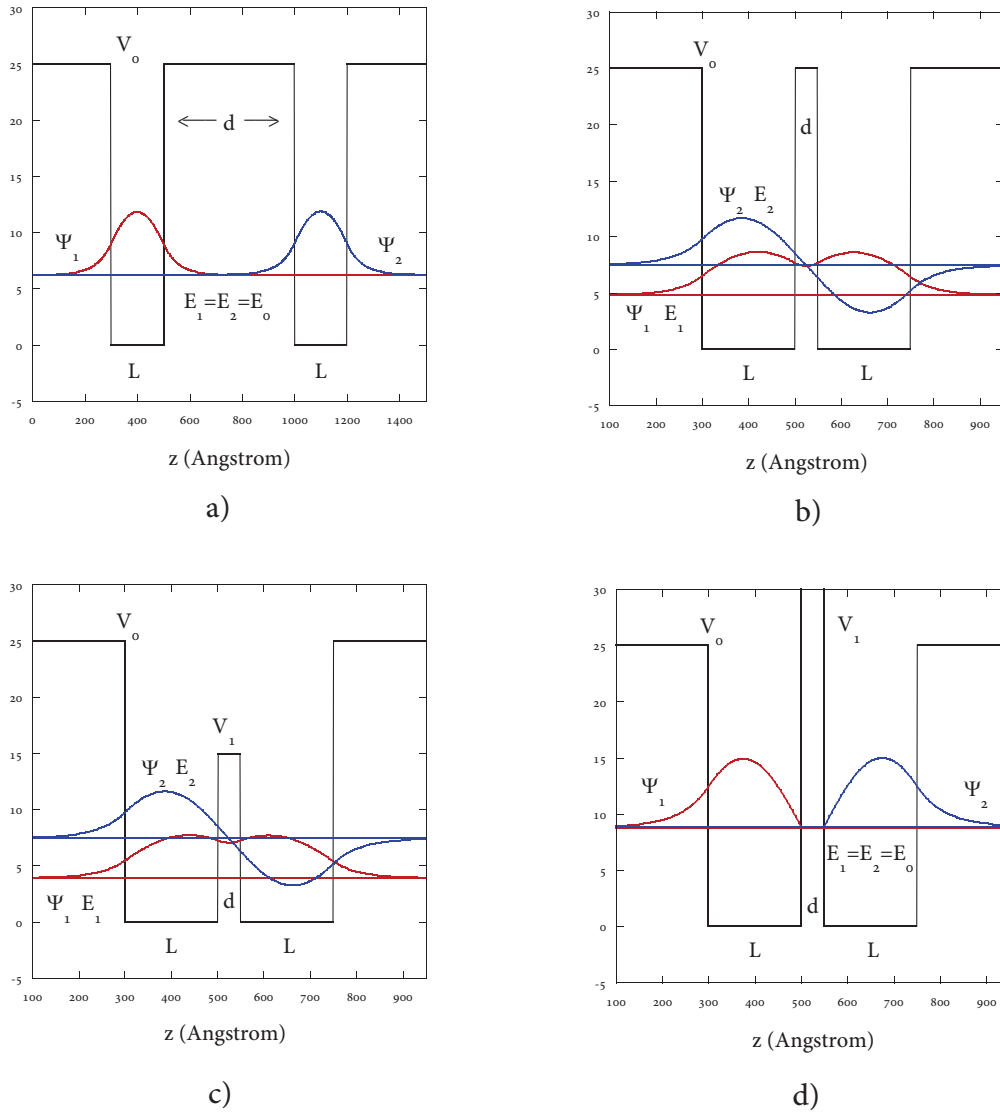 30
25
20
15
10
5
0
-5
V₀
d
Ψ₁
Ψ₂
E₁=E₂=E₀
L L
0 200 400 600 800 1000 1200 1400
z (Angstrom)
a)
30
25
20
15
10
5
0
-5
V₀
d
Ψ₂ E₂
Ψ₁ E₁
L L
100 200 300 400 500 600 700 800 900
z (Angstrom)
b)
30
25
20
15
10
5
0
-5
V₀
V₁
Ψ₂ E₂
Ψ₁ E₁ d
L L
100 200 300 400 500 600 700 800 900
z (Angstrom)
c)
30
25
20
15
10
5
0
-5
V₀ V₁
Ψ₁ Ψ₂
E₁=E₂=E₀
d
L L
100 200 300 400 500 600 700 800 900
z (Angstrom)
d)